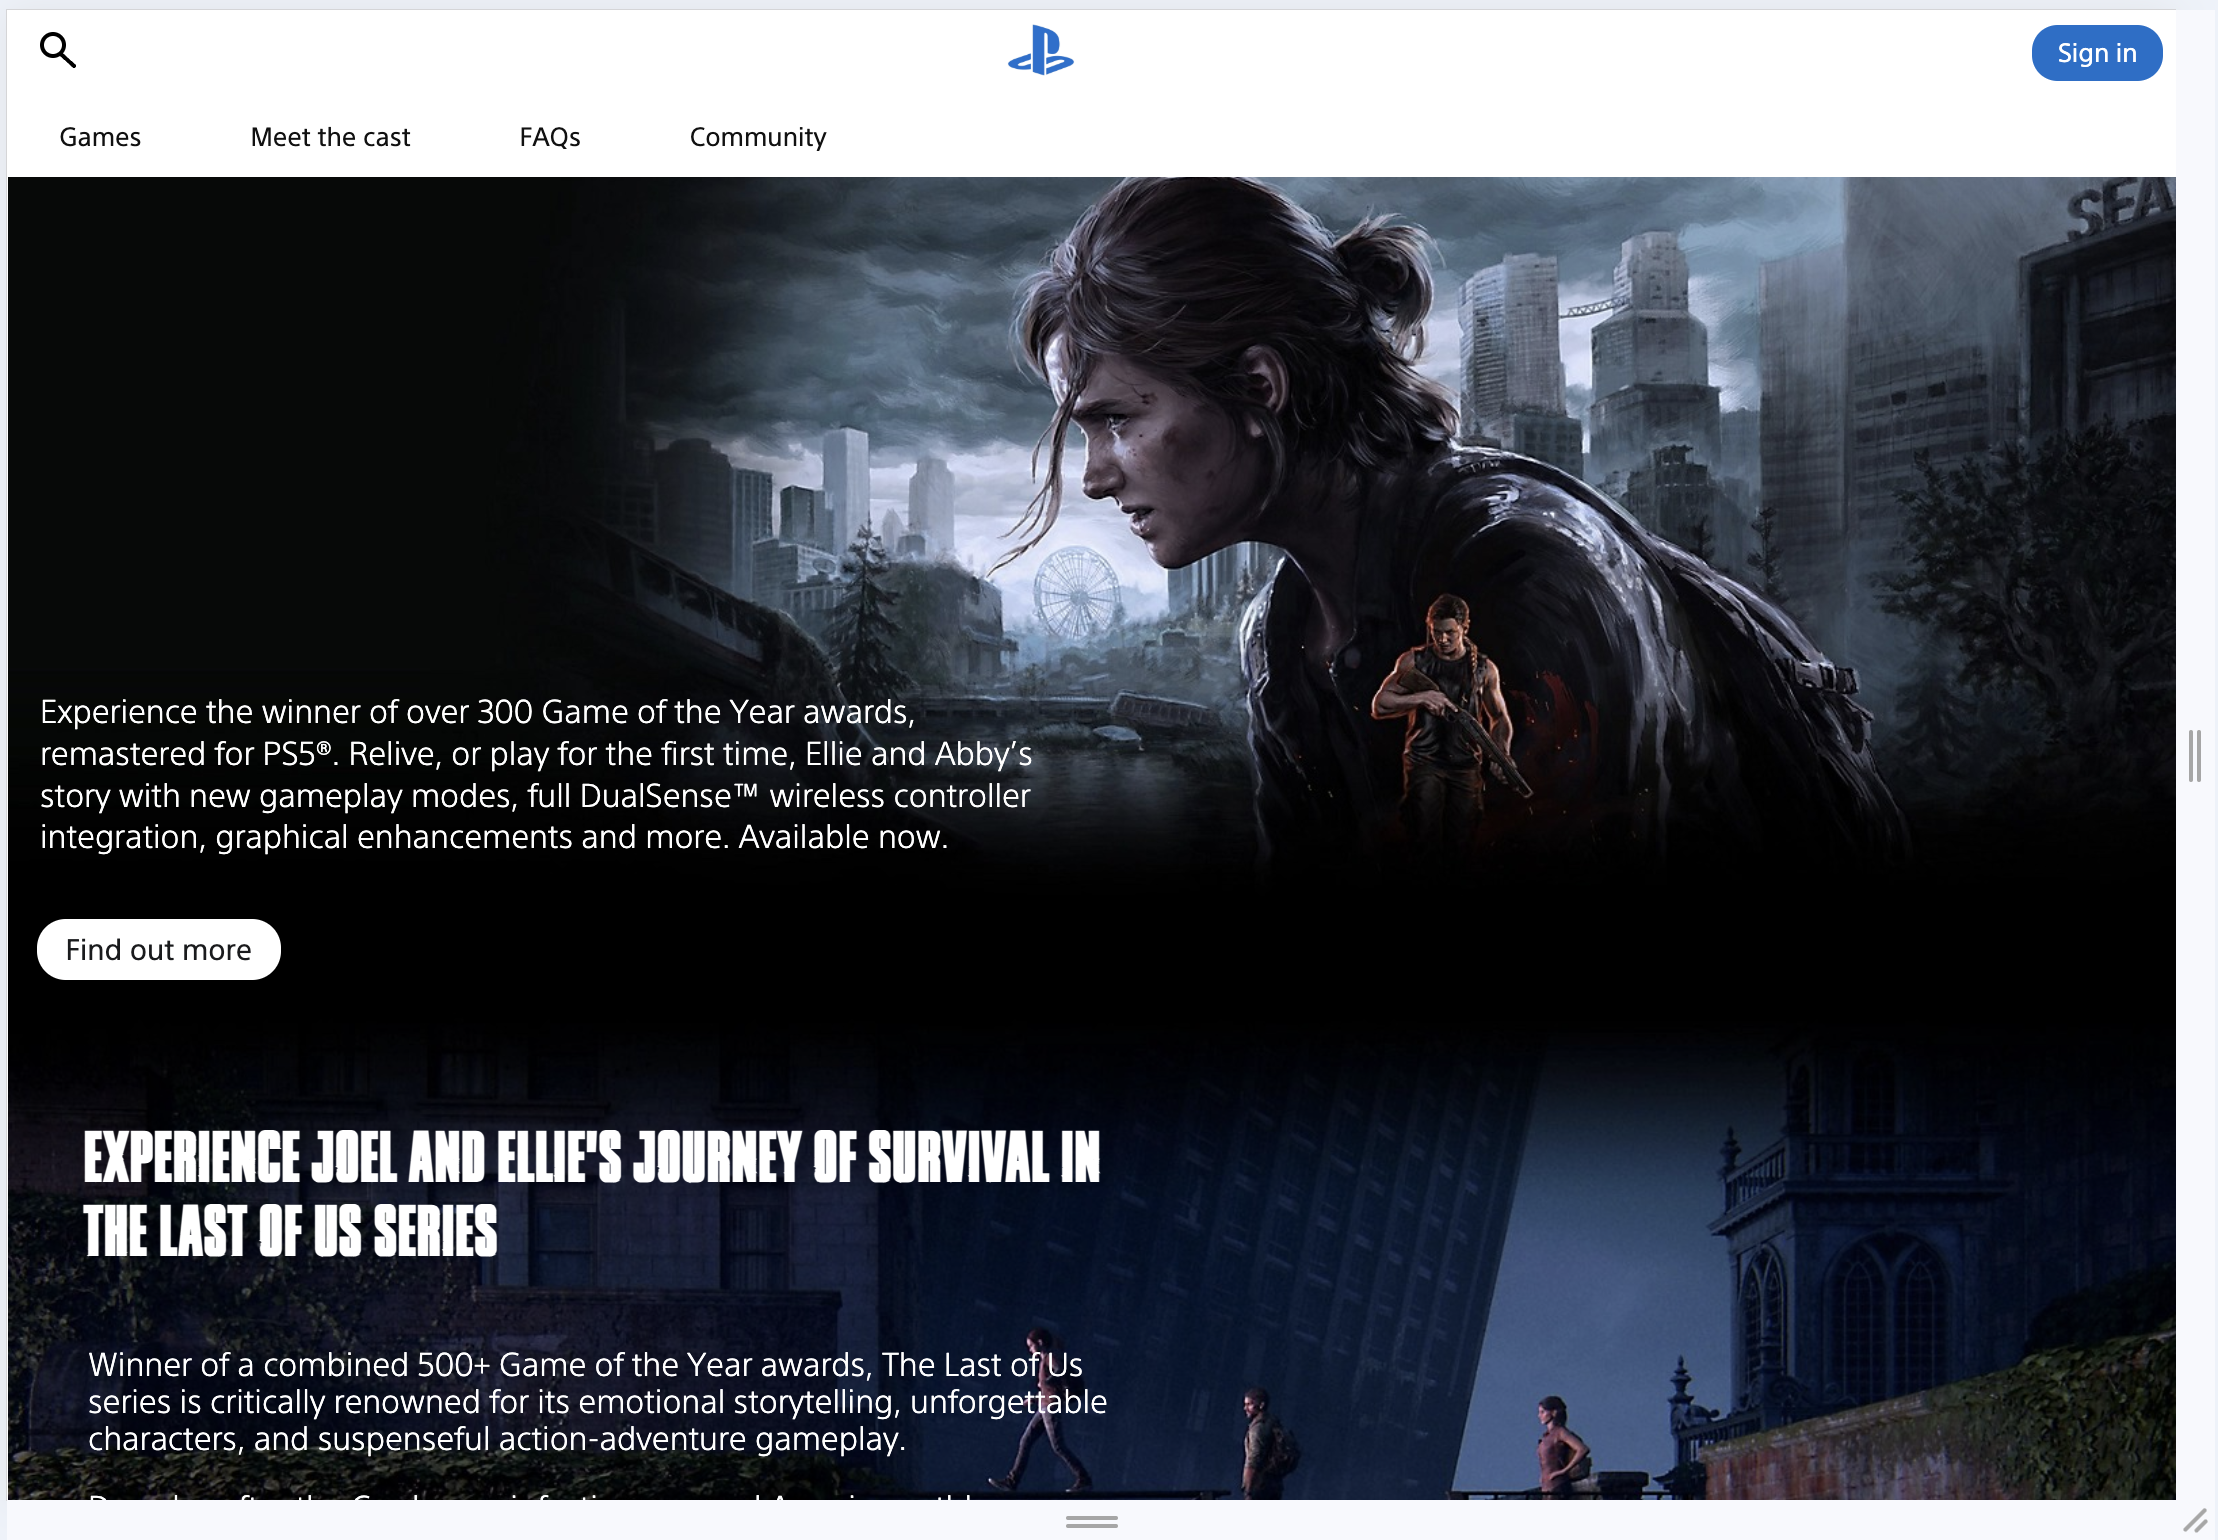 Sign in
Games Meet the cast FAQs Community
SEA
Experience the winner of over 300 Game of the Year awards,
remastered for PS5®. Relive, or play for the first time, Ellie and Abby’s
story with new gameplay modes, full DualSense™ wireless controller
integration, graphical enhancements and more. Available now.
Find out more
EXPERIENCE JOEL AND ELLIE'S JOURNEY OF SURVIVAL IN
THE LAST OF US SERIES
Winner of a combined 500+ Game of the Year awards, The Last of Us
series is critically renowned for its emotional storytelling, unforgettable
characters, and suspenseful action-adventure gameplay.